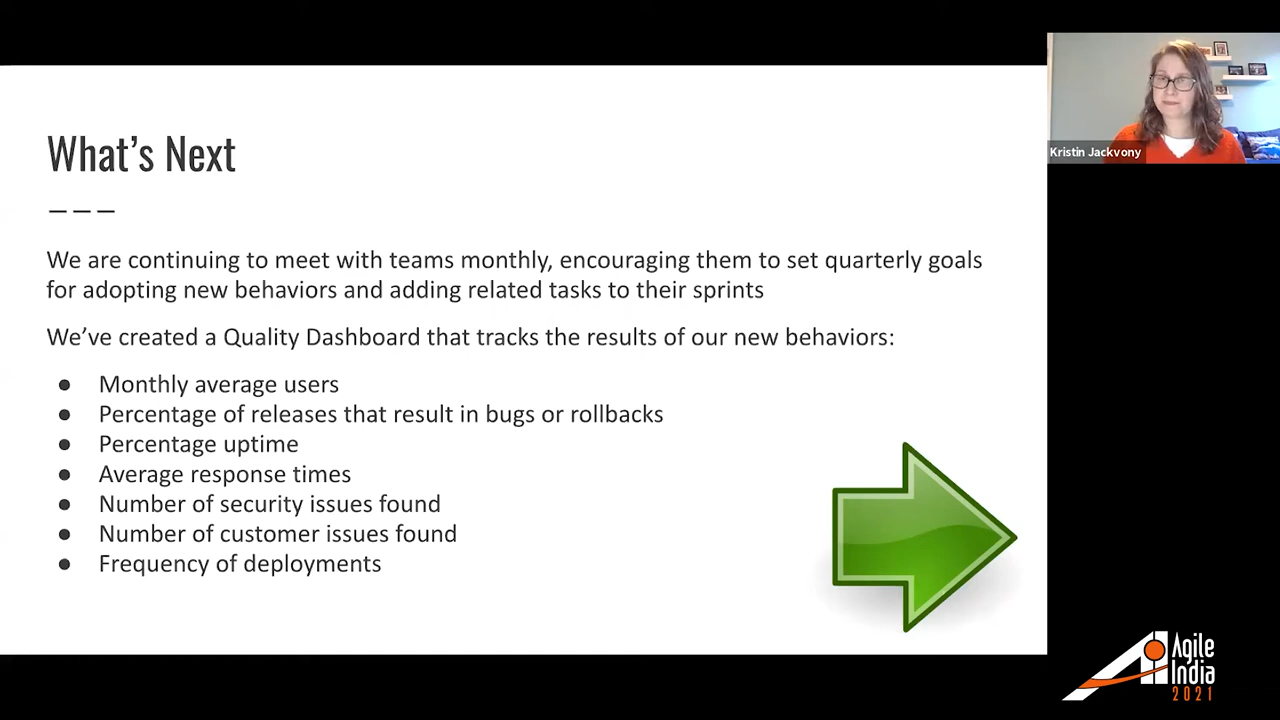 What's Next
We are continuing to meet with teams monthly, encouraging them to set quarterly goals
for adopting new behaviors and adding related tasks to their sprints
We've created a Quality Dashboard that tracks the results of our new behaviors:
● Monthly average users
● Percentage of releases that result in bugs or rollbacks
● Percentage uptime
● Average response times
● Number of security issues found
● Number of customer issues found
● Frequency of deployments
Kristin Jackvony
Agile
India
2021